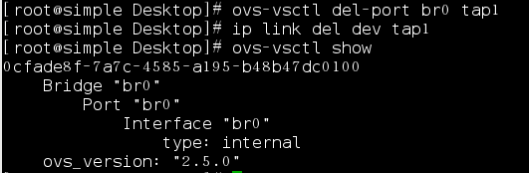 [root@simple Desktop]# ovs-vsctl del-port br0 tap1
[root@simple Desktop]# ip link del dev tap1
[root@simple Desktop]# ovs-vsctl show
0cfade8f-7a7c-4585-a195-b48b47dc0100
    Bridge "br0"
        Port "br0"
            Interface "br0"
                type: internal
    ovs_version: "2.5.0"